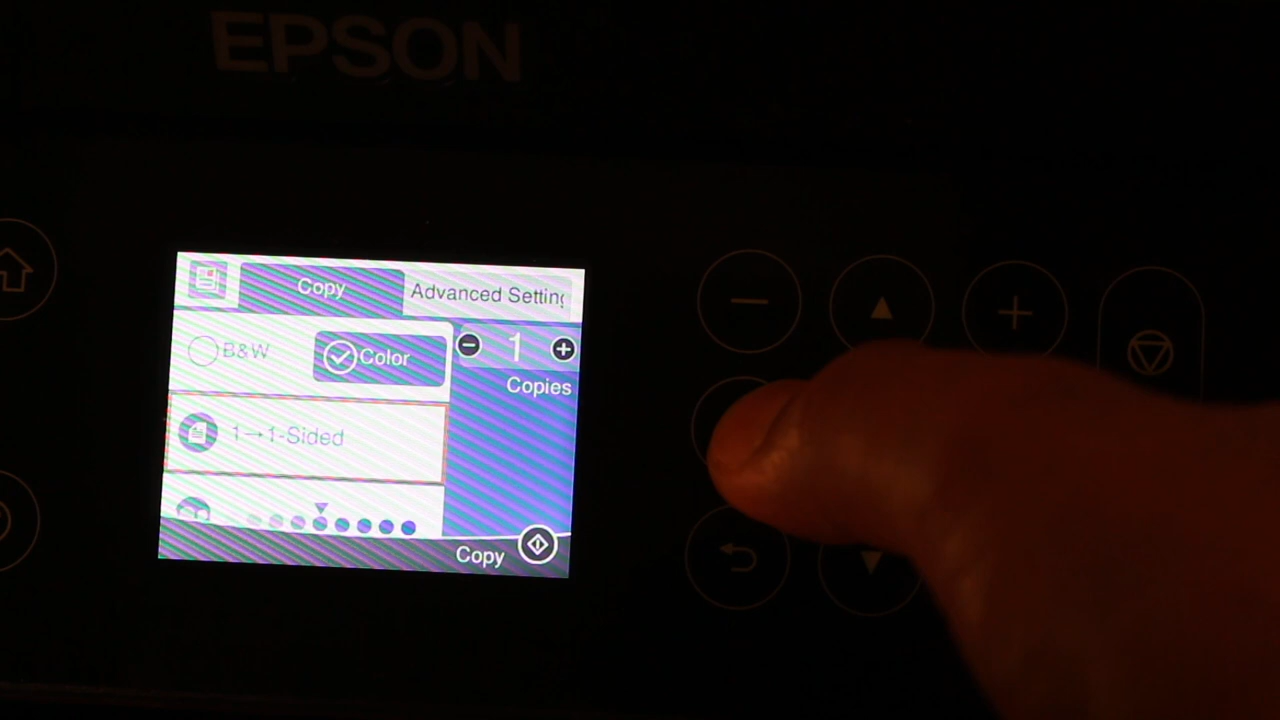 EPSON
Copy
Advanced Setting
B&W
Color
1
Copies
1→1-Sided
Copy